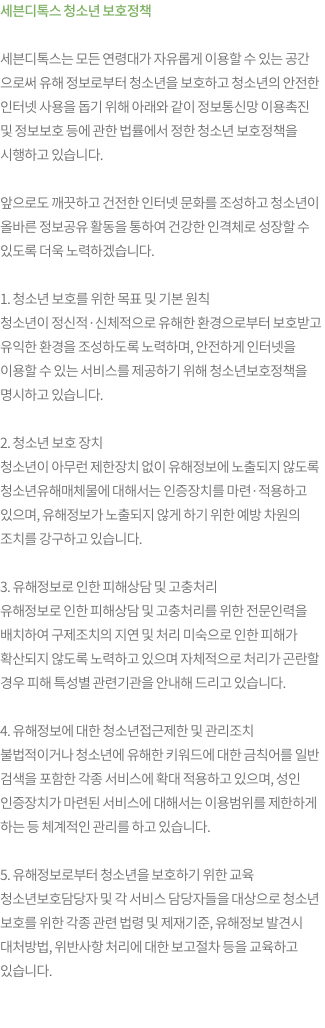 세븐디톡스 청소년 보호정책
세븐디톡스는 모든 연령대가 자유롭게 이용할 수 있는 공간
으로써 유해 정보로부터 청소년을 보호하고 청소년의 안전한
인터넷 사용을 돕기 위해 아래와 같이 정보통신망 이용촉진
및 정보보호 등에 관한 법률에서 정한 청소년 보호정책을
시행하고 있습니다.
앞으로도 깨끗하고 건전한 인터넷 문화를 조성하고 청소년이
올바른 정보공유 활동을 통하여 건강한 인격체로 성장할 수
있도록 더욱 노력하겠습니다.
1. 청소년 보호를 위한 목표 및 기본 원칙
청소년이 정신적·신체적으로 유해한 환경으로부터 보호받고
유익한 환경을 조성하도록 노력하며, 안전하게 인터넷을
이용할 수 있는 서비스를 제공하기 위해 청소년보호정책을
명시하고 있습니다.
2. 청소년 보호 장치
청소년이 아무런 제한장치 없이 유해정보에 노출되지 않도록
청소년유해매체물에 대해서는 인증장치를 마련·적용하고
있으며, 유해정보가 노출되지 않게 하기 위한 예방 차원의
조치를 강구하고 있습니다.
3. 유해정보로 인한 피해상담 및 고충처리
유해정보로 인한 피해상담 및 고충처리를 위한 전문인력을
배치하여 구제조치의 지연 및 처리 미숙으로 인한 피해가
확산되지 않도록 노력하고 있으며 자체적으로 처리가 곤란할
경우 피해 특성별 관련기관을 안내해 드리고 있습니다.
4. 유해정보에 대한 청소년접근제한 및 관리조치
불법적이거나 청소년에 유해한 키워드에 대한 금칙어를 일반
검색을 포함한 각종 서비스에 확대 적용하고 있으며, 성인
인증장치가 마련된 서비스에 대해서는 이용범위를 제한하게
하는 등 체계적인 관리를 하고 있습니다.
5. 유해정보로부터 청소년을 보호하기 위한 교육
청소년보호담당자 및 각 서비스 담당자들을 대상으로 청소년
보호를 위한 각종 관련 법령 및 제재기준, 유해정보 발견시
대처방법, 위반사항 처리에 대한 보고절차 등을 교육하고
있습니다.